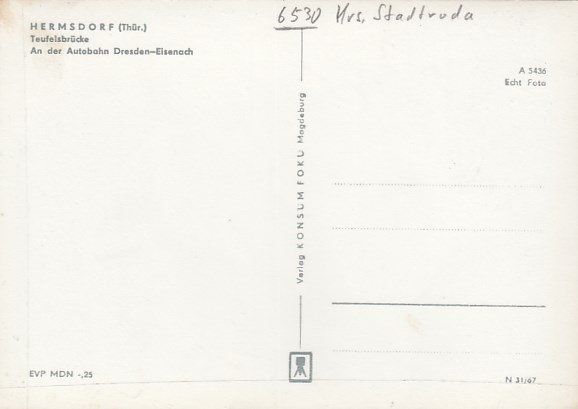 6530 Krs. Stadtroda
HERMSDORF (Thür.)
Teufelsbrücke
An der Autobahn Dresden—Eisenach
A 5436
Echt Foto
Verlag KONSUM FOKU Magdeburg
EVP MDN -,25
N 21/67